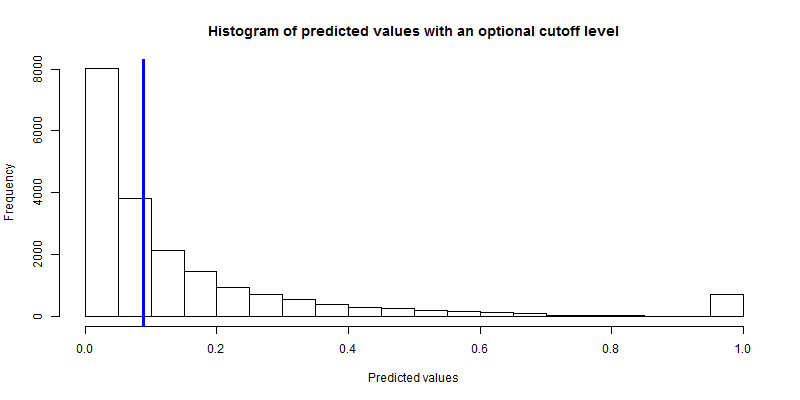 Histogram of predicted values with an optional cutoff level
Frequency
8000
6000
4000
2000
0
0.0 0.2 0.4 0.6 0.8 1.0
Predicted values